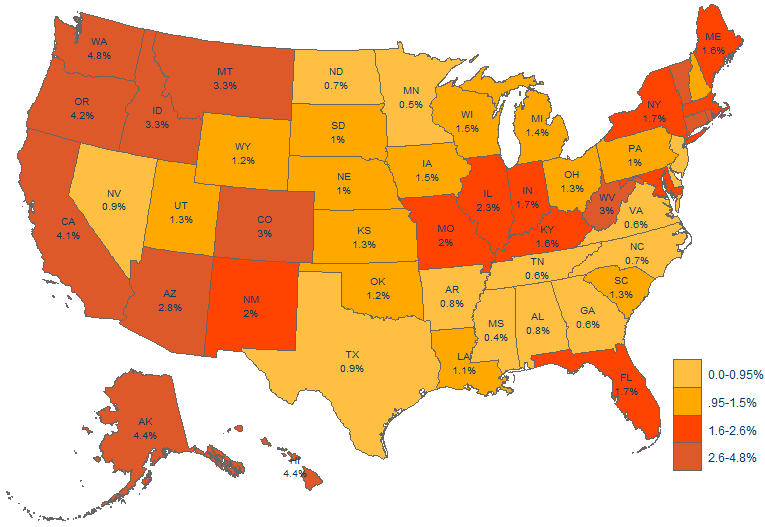 WA
4.8%
OR
4.2%
ID
3.3%
MT
3.3%
ND
0.7%
MN
0.5%
WI
1.5%
MI
1.4%
NY
1.7%
ME
1.6%
WY
1.2%
SD
1%
NE
1%
IA
1.5%
IL
2.3%
IN
1.7%
OH
1.3%
PA
1%
NV
0.9%
UT
1.3%
CA
4.1%
CO
3%
KS
1.3%
MO
2%
KY
1.6%
WV
3%
VA
0.6%
NC
0.7%
TN
0.6%
SC
1.3%
AZ
2.8%
NM
2%
OK
1.2%
AR
0.8%
MS
0.4%
AL
0.8%
GA
0.6%
TX
0.9%
LA
1.1%
FL
1.7%
AK
4.4%
HI
4.4%
0.0-0.95%
.95-1.5%
1.6-2.6%
2.6-4.8%